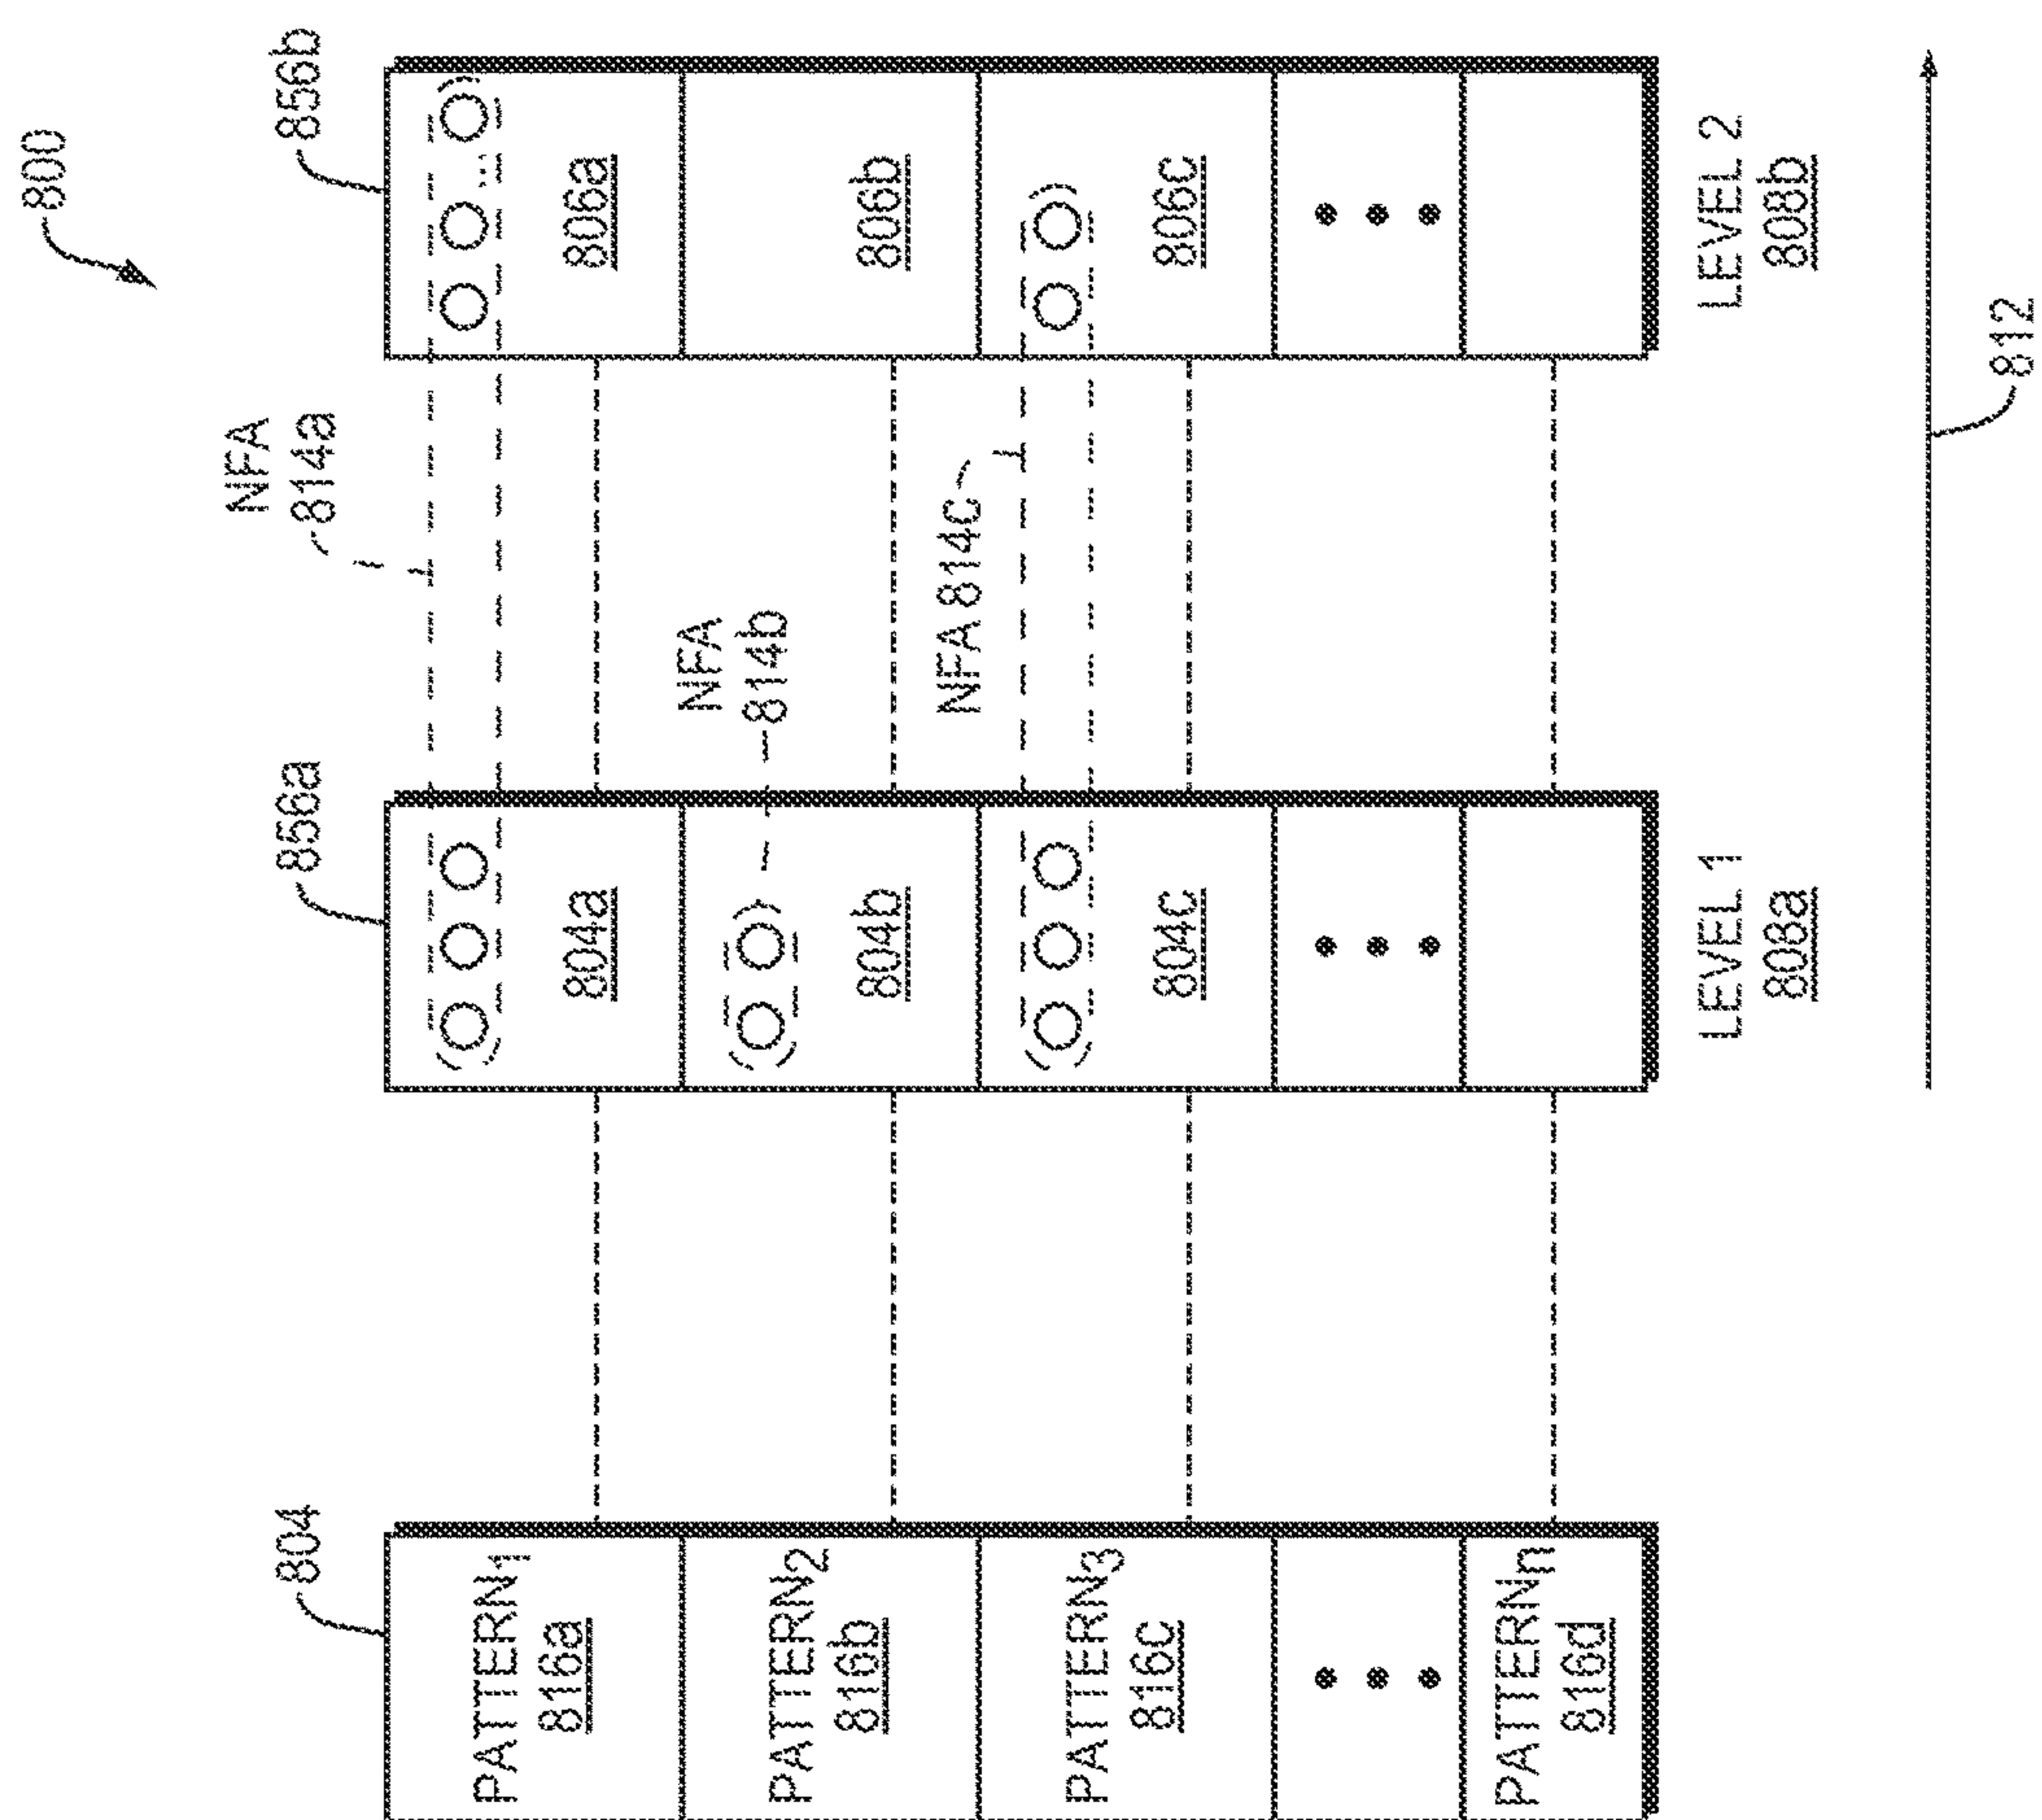 800
804
856a
856b
PATTERN1
816a
PATTERN2
816b
PATTERN3
816c
• • •
PATTERNn
816d
NFA
814a
804a
806a
NFA
814b
804b
806b
NFA 814c
804c
806c
• • •
• • •
...
LEVEL 1
808a
LEVEL 2
808b
812